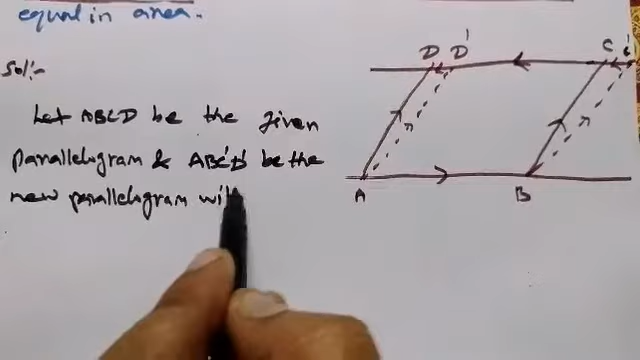 equal in area.
Sol:-
Let ABCD be the given
parallelogram & ABC'D' be the
new parallelogram wi
D D' C C'
A B